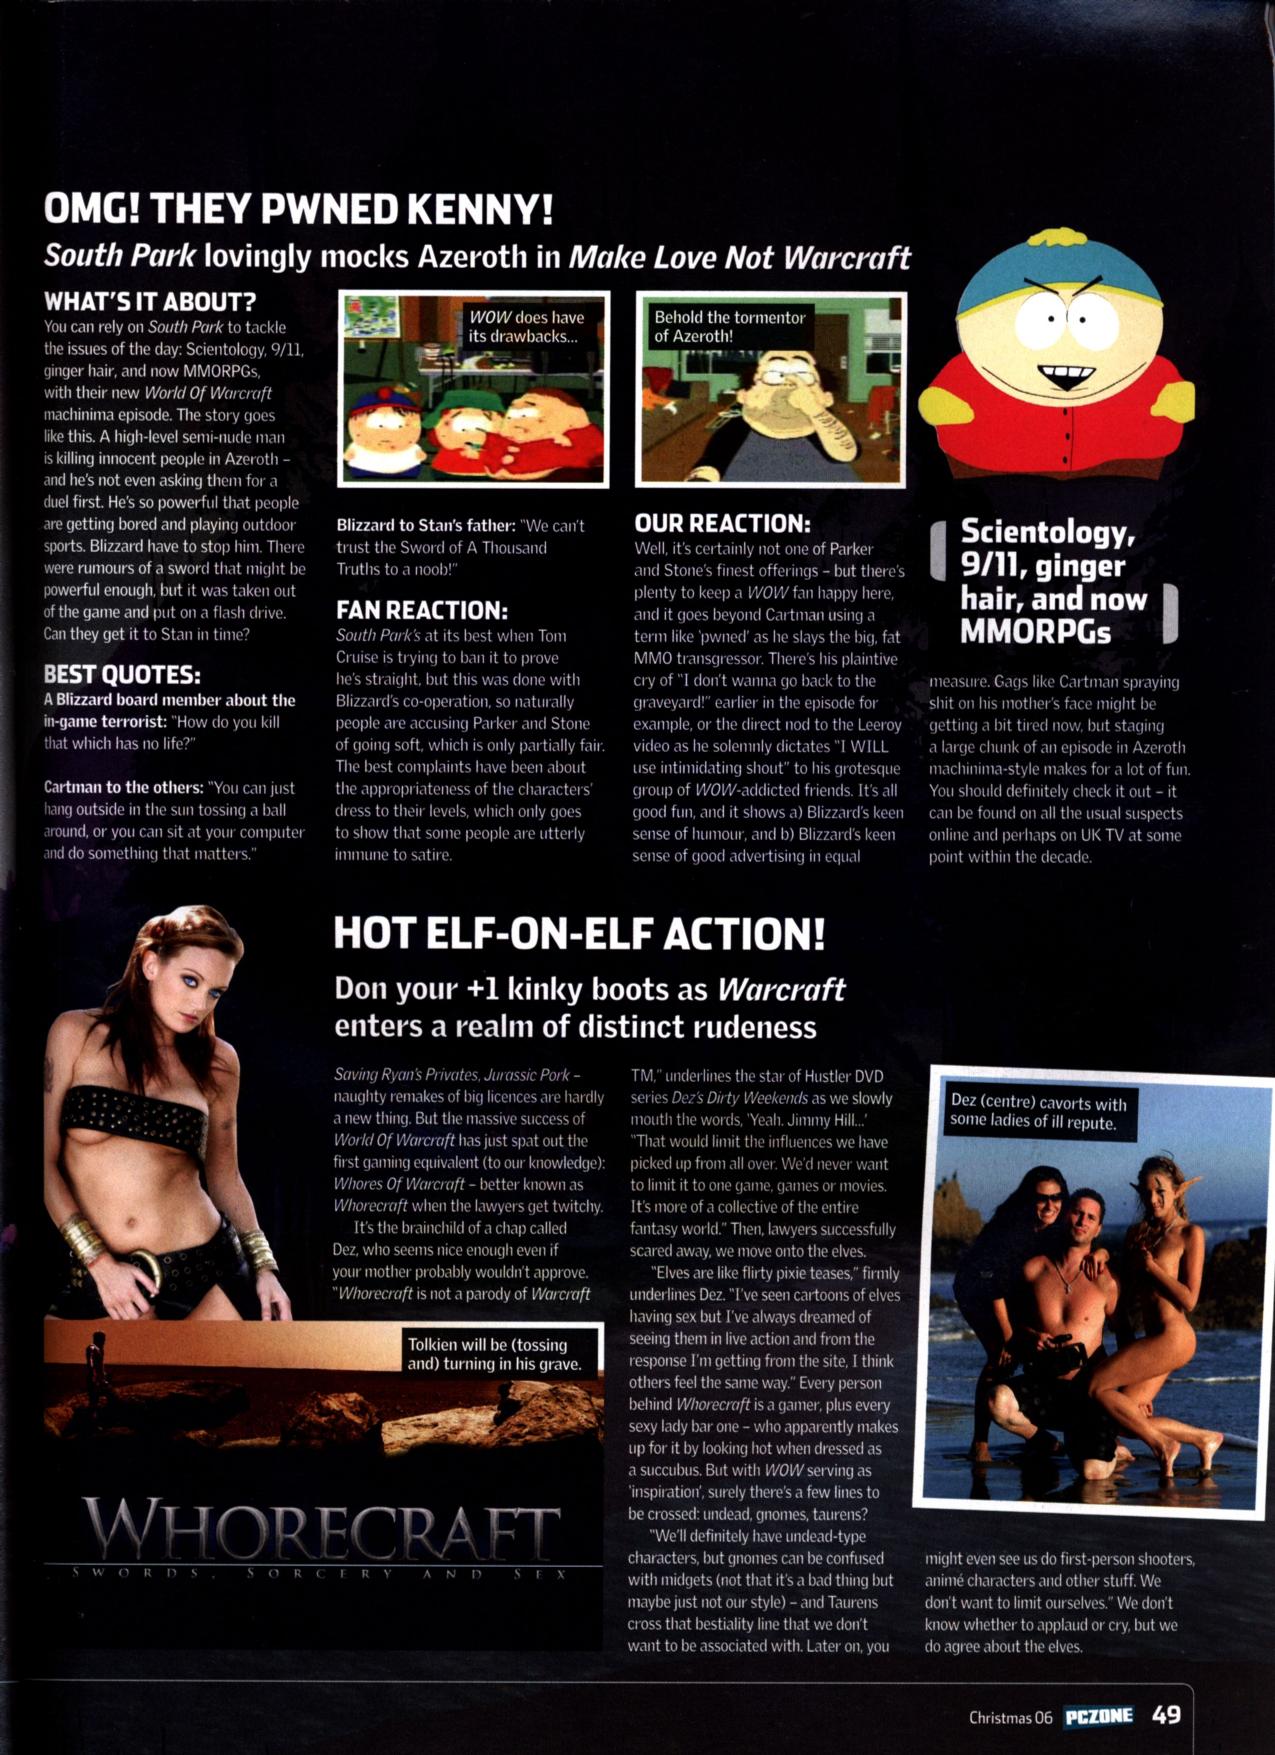 OMG! THEY PWNED KENNY!
South Park lovingly mocks Azeroth in Make Love Not Warcraft
WHAT'S IT ABOUT?
You can rely on South Park to tackle
the issues of the day: Scientology, 9/11,
ginger hair, and now MMORPGs,
with their new World Of Warcraft
machinima episode. The story goes
like this. A high-level semi-nude man
is killing innocent people in Azeroth –
and he's not even asking them for a
duel first. He's so powerful that people
are getting bored and playing outdoor
sports. Blizzard have to stop him. There
were rumours of a sword that might be
powerful enough, but it was taken out
of the game and put on a flash drive.
Can they get it to Stan in time?
BEST QUOTES:
A Blizzard board member about the
in-game terrorist: "How do you kill
that which has no life?"
Cartman to the others: "You can just
hang outside in the sun tossing a ball
around, or you can sit at your computer
and do something that matters."
WOW does have
its drawbacks...
Blizzard to Stan's father: "We can't
trust the Sword of A Thousand
Truths to a noob!"
FAN REACTION:
South Park's at its best when Tom
Cruise is trying to ban it to prove
he's straight, but this was done with
Blizzard's co-operation, so naturally
people are accusing Parker and Stone
of going soft, which is only partially fair.
The best complaints have been about
the appropriateness of the characters'
dress to their levels, which only goes
to show that some people are utterly
immune to satire.
Behold the tormentor
of Azeroth!
OUR REACTION:
Well, it's certainly not one of Parker
and Stone's finest offerings – but there's
plenty to keep a WOW fan happy here,
and it goes beyond Cartman using a
term like 'pwned' as he slays the big, fat
MMO transgressor. There's his plaintive
cry of "I don't wanna go back to the
graveyard!" earlier in the episode for
example, or the direct nod to the Leeroy
video as he solemnly dictates "I WILL
use intimidating shout" to his grotesque
group of WOW-addicted friends. It's all
good fun, and it shows a) Blizzard's keen
sense of humour, and b) Blizzard's keen
sense of good advertising in equal
Scientology,
9/11, ginger
hair, and now
MMORPGs
measure. Gags like Cartman spraying
shit on his mother's face might be
getting a bit tired now, but staging
a large chunk of an episode in Azeroth
machinima-style makes for a lot of fun.
You should definitely check it out – it
can be found on all the usual suspects
online and perhaps on UK TV at some
point within the decade.
HOT ELF-ON-ELF ACTION!
Don your +1 kinky boots as Warcraft
enters a realm of distinct rudeness
Saving Ryan's Privates, Jurassic Pork –
naughty remakes of big licences are hardly
a new thing. But the massive success of
World Of Warcraft has just spat out the
first gaming equivalent (to our knowledge):
Whores Of Warcraft – better known as
Whorecraft when the lawyers get twitchy.
It's the brainchild of a chap called
Dez, who seems nice enough even if
your mother probably wouldn't approve.
"Whorecraft is not a parody of Warcraft
Tolkien will be (tossing
and) turning in his grave.
WHORECRAFT
SWORDS, SORCERY AND SEX
TM," underlines the star of Hustler DVD
series Dez's Dirty Weekends as we slowly
mouth the words, 'Yeah. Jimmy Hill...'
"That would limit the influences we have
picked up from all over. We'd never want
to limit it to one game, games or movies.
It's more of a collective of the entire
fantasy world." Then, lawyers successfully
scared away, we move onto the elves.
"Elves are like flirty pixie teases," firmly
underlines Dez. "I've seen cartoons of elves
having sex but I've always dreamed of
seeing them in live action and from the
response I'm getting from the site, I think
others feel the same way." Every person
behind Whorecraft is a gamer, plus every
sexy lady bar one – who apparently makes
up for it by looking hot when dressed as
a succubus. But with WOW serving as
'inspiration', surely there's a few lines to
be crossed: undead, gnomes, taurens?
"We'll definitely have undead-type
characters, but gnomes can be confused
with midgets (not that it's a bad thing but
maybe just not our style) – and Taurens
cross that bestiality line that we don't
want to be associated with. Later on, you
Dez (centre) cavorts with
some ladies of ill repute.
might even see us do first-person shooters,
animé characters and other stuff. We
don't want to limit ourselves." We don't
know whether to applaud or cry, but we
do agree about the elves.
Christmas 06 PCZONE 49